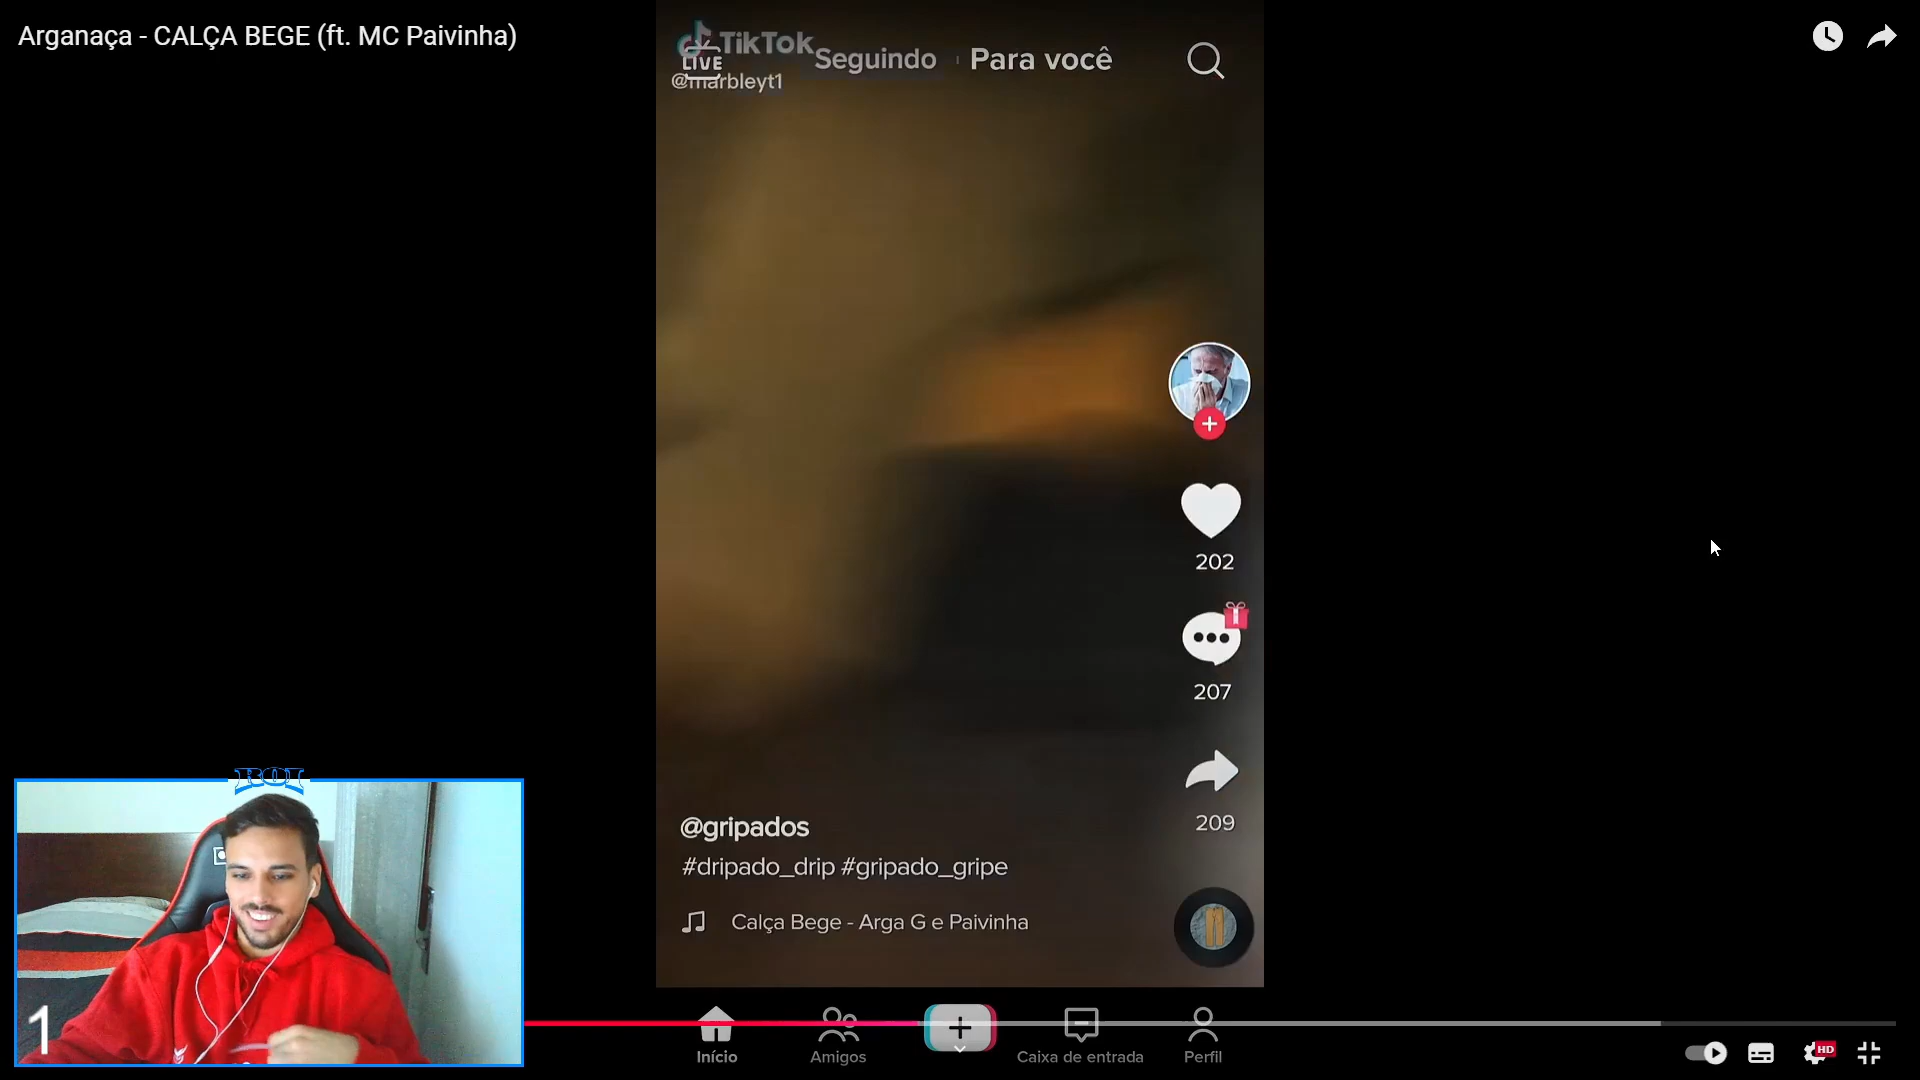 Arganaça - CALÇA BEGE (ft. MC Paivinha)
TikTok
LIVE
Seguindo
Para você
@marbleyt1
202
207
209
@gripados
#dripado_drip #gripado_gripe
Calça Bege - Arga G e Paivinha
ROI
1
Início
Amigos
Caixa de entrada
Perfil
HD